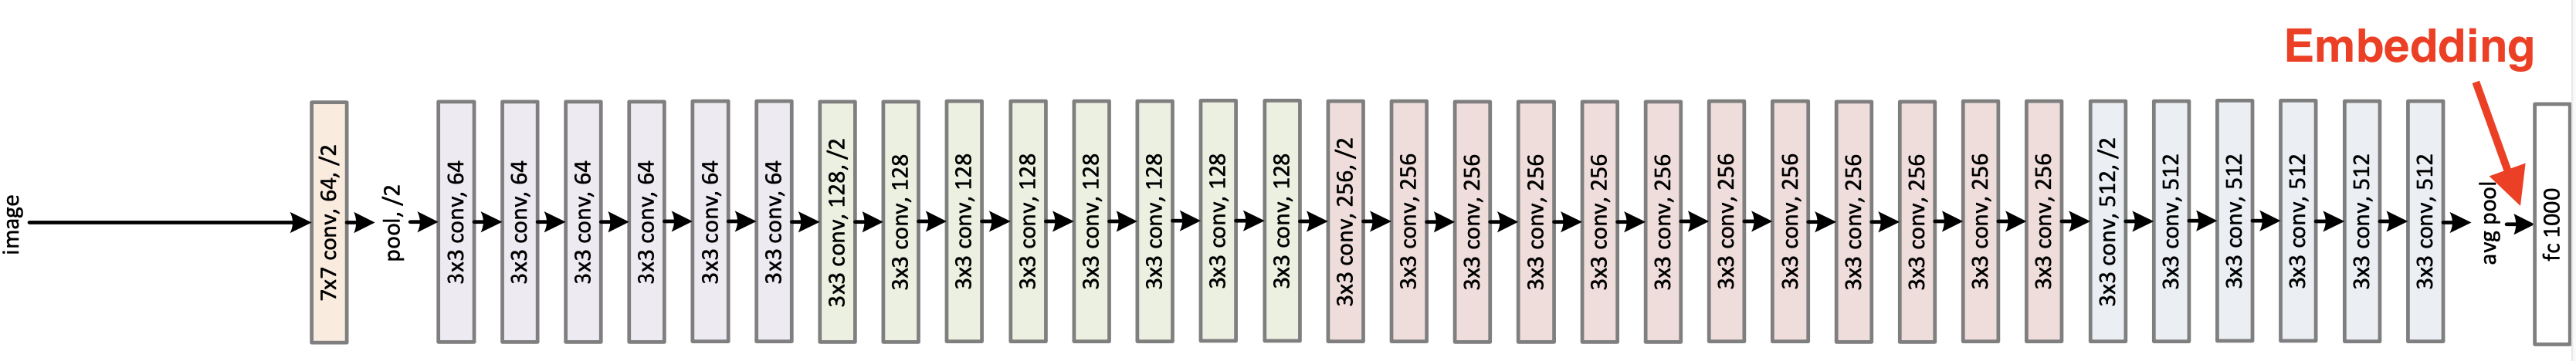 Embedding
image
7x7 conv, 64, /2
pool, /2
3x3 conv, 64
3x3 conv, 64
3x3 conv, 64
3x3 conv, 64
3x3 conv, 64
3x3 conv, 64
3x3 conv, 128, /2
3x3 conv, 128
3x3 conv, 128
3x3 conv, 128
3x3 conv, 128
3x3 conv, 128
3x3 conv, 128
3x3 conv, 128
3x3 conv, 256, /2
3x3 conv, 256
3x3 conv, 256
3x3 conv, 256
3x3 conv, 256
3x3 conv, 256
3x3 conv, 256
3x3 conv, 256
3x3 conv, 256
3x3 conv, 256
3x3 conv, 256
3x3 conv, 256
3x3 conv, 512, /2
3x3 conv, 512
3x3 conv, 512
3x3 conv, 512
3x3 conv, 512
3x3 conv, 512
avg pool
fc 1000